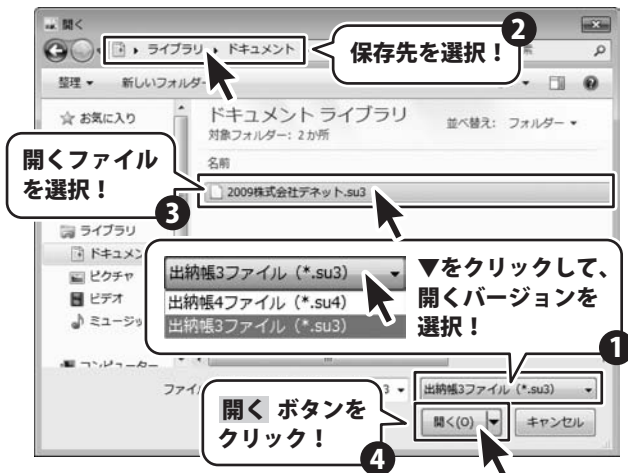 開く
2
ライブラリ ▸ ドキュメント
保存先を選択！
整理 ▼ 新しいフォルダー
お気に入り
ドキュメント ライブラリ
対象フォルダー: 2 か所
並べ替え: フォルダー ▼
開くファイル
を選択！
3
名前
2009株式会社デネット.su3
ライブラリ
ドキュメン
ピクチャ
ビデオ
ミュージッ
コンピューター
出納帳3ファイル（*.su3）
出納帳4ファイル（*.su4）
出納帳3ファイル（*.su3）
▼をクリックして、
開くバージョンを
選択！
1
ファイ
3
出納帳3ファイル（*.su3）
開く ボタンを
クリック！
4
開く(O)
キャンセル